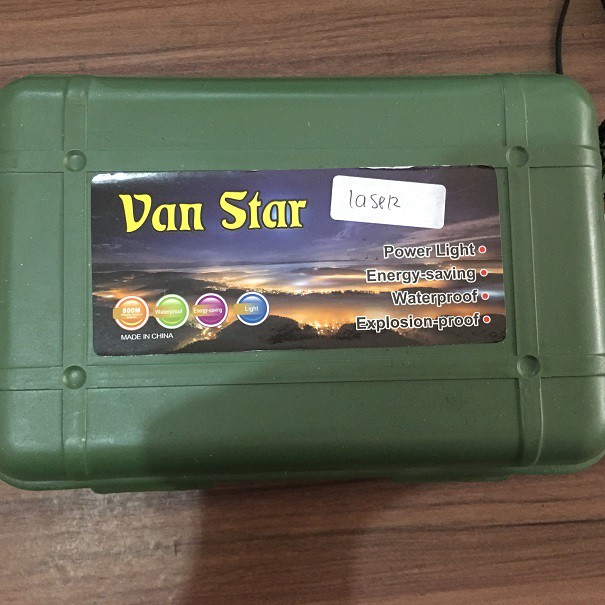 Van Star
laser
Power Light
Energy-saving
Waterproof
Explosion-proof
800M
Waterproof
Energy-saving
Light
MADE IN CHINA